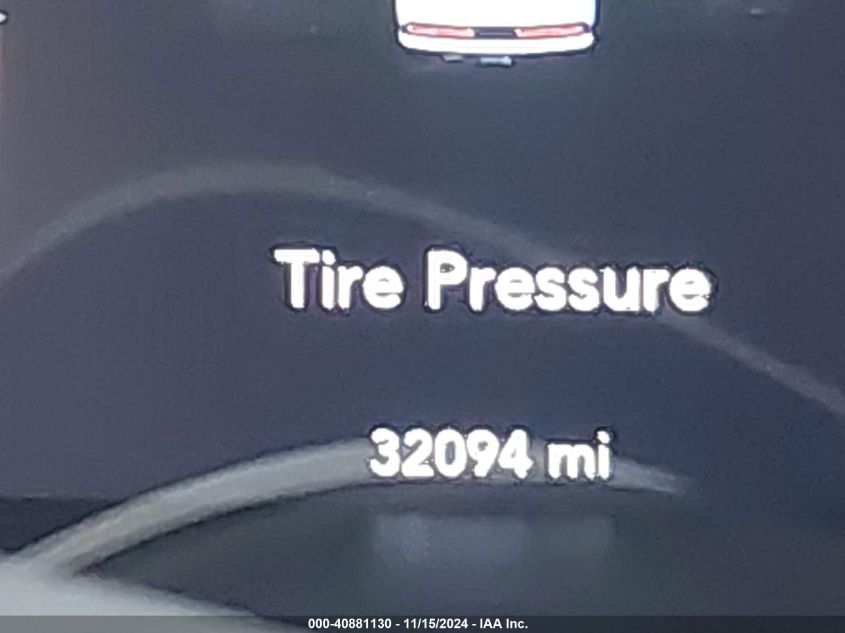 Tire Pressure
32094 mi
000-40881130 - 11/15/2024 - IAA Inc.